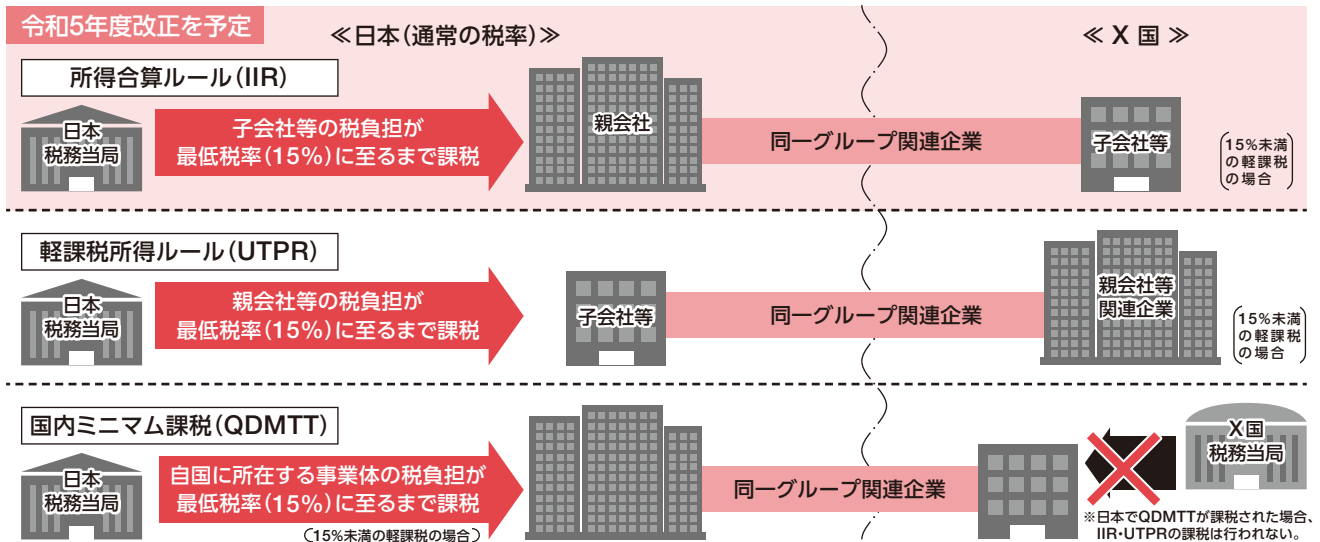 令和5年度改正を予定
≪日本(通常の税率)≫
≪ X 国 ≫
所得合算ルール(IIR)
日本
税務当局
子会社等の税負担が
最低税率(15%)に至るまで課税
親会社
同一グループ関連企業
子会社等
15%未満
の軽課税
の場合
軽課税所得ルール(UTPR)
日本
税務当局
親会社等の税負担が
最低税率(15%)に至るまで課税
子会社等
同一グループ関連企業
親会社等
関連企業
15%未満
の軽課税
の場合
国内ミニマム課税(QDMTT)
日本
税務当局
自国に所在する事業体の税負担が
最低税率(15%)に至るまで課税
(15%未満の軽課税の場合)
同一グループ関連企業
X国
税務当局
※日本でQDMTTが課税された場合、
IIR・UTPRの課税は行われない。